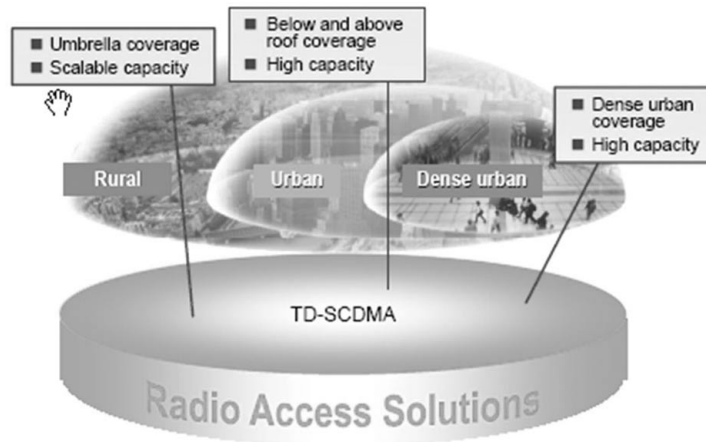 ■ Umbrella coverage
■ Scalable capacity
■ Below and above
roof coverage
■ High capacity
■ Dense urban
coverage
■ High capacity
Rural
Urban
Dense urban
TD-SCDMA
Radio Access Solutions